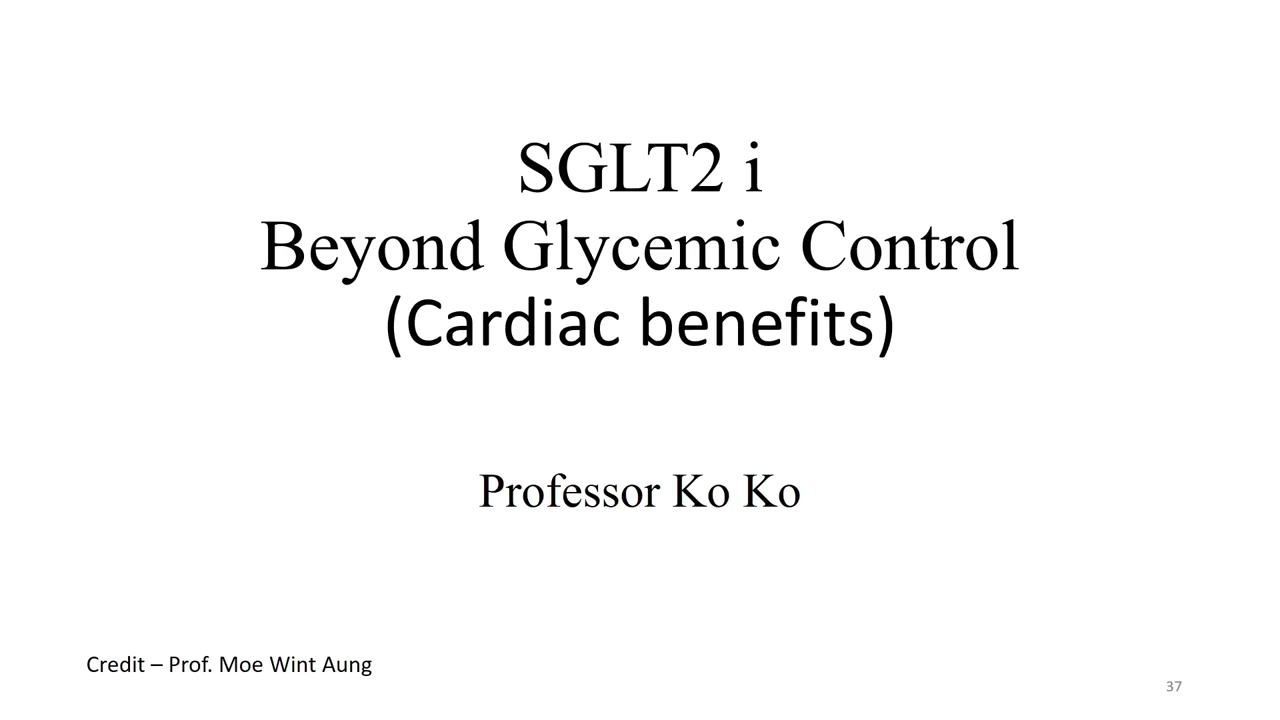 SGLT2 i
Beyond Glycemic Control
(Cardiac benefits)
Professor Ko Ko
Credit – Prof. Moe Wint Aung
37